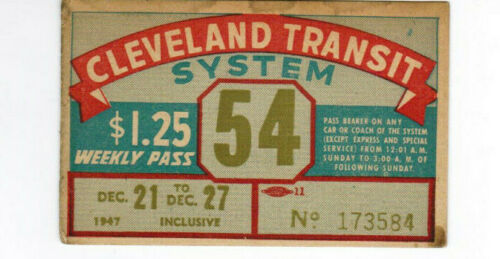 CLEVELAND TRANSIT
SYSTEM
$1.25
WEEKLY PASS
54
PASS BEARER ON ANY
CAR OR COACH OF THE SYSTEM
(EXCEPT EXPRESS AND SPECIAL
SERVICE) FROM 12:01 A.M.
SUNDAY TO 3:00 A.M. OF
FOLLOWING SUNDAY.
DEC. 21 TO DEC. 27
1947 INCLUSIVE
11
No 173584